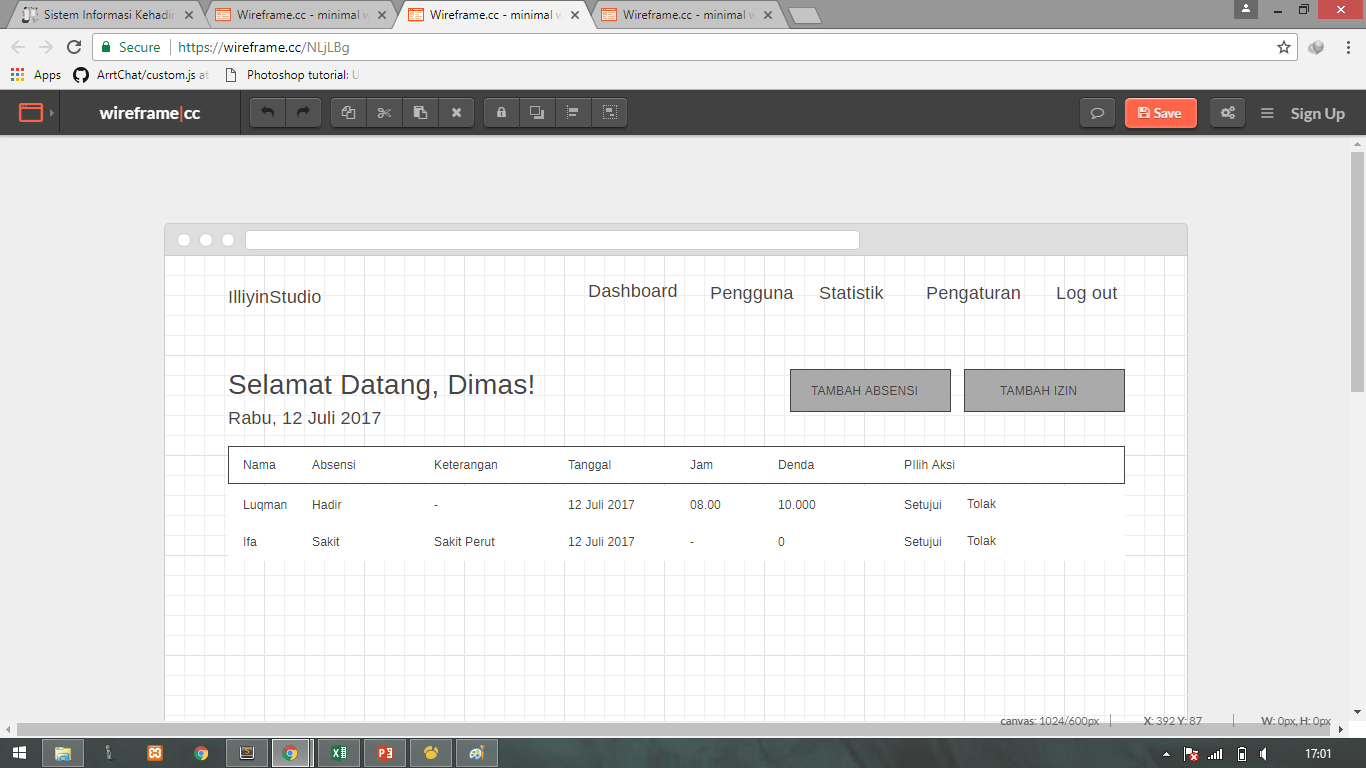 Sistem Informasi Kehadir
Wireframe.cc - minimal w
Wireframe.cc - minimal w
Wireframe.cc - minimal w
Secure https://wireframe.cc/NLjLBg
Apps ArrtChat/custom.js at Photoshop tutorial: U
wireframe|cc Save Sign Up
IlliyinStudio Dashboard Pengguna Statistik Pengaturan Log out
Selamat Datang, Dimas! TAMBAH ABSENSI TAMBAH IZIN
Rabu, 12 Juli 2017
Nama Absensi Keterangan Tanggal Jam Denda PIlih Aksi
Luqman Hadir - 12 Juli 2017 08.00 10.000 Setujui Tolak
Ifa Sakit Sakit Perut 12 Juli 2017 - 0 Setujui Tolak
canvas: 1024/600px X: 392 Y: 87 W: 0px, H: 0px
17:01